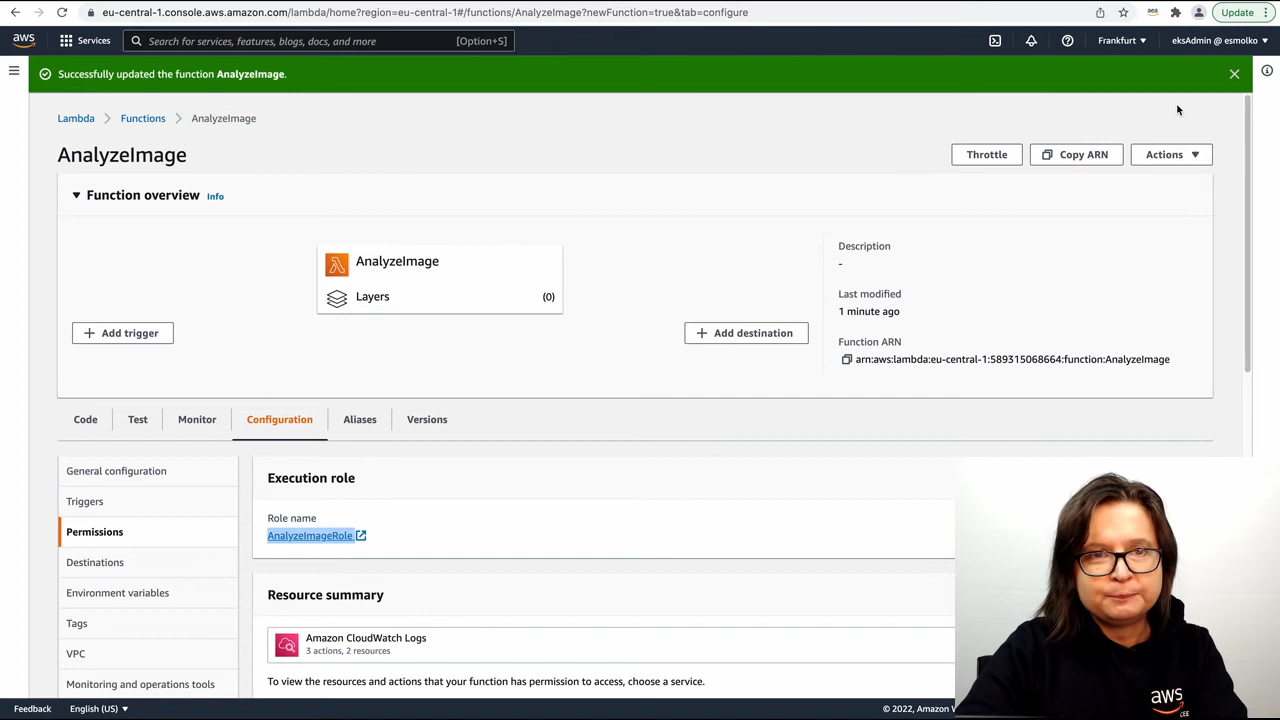 eu-central-1.console.aws.amazon.com/lambda/home?region=eu-central-1#/functions/AnalyzeImage?newFunction=true&tab=configure
aea
Update
aws
Services
Search for services, features, blogs, docs, and more
[Option+S]
Frankfurt
eksAdmin @ esmolko
Successfully updated the function AnalyzeImage.
Lambda
Functions
AnalyzeImage
AnalyzeImage
Throttle
Copy ARN
Actions
Function overview
Info
AnalyzeImage
Layers
(0)
Add trigger
Add destination
Description
-
Last modified
1 minute ago
Function ARN
arn:aws:lambda:eu-central-1:589315068664:function:AnalyzeImage
Code
Test
Monitor
Configuration
Aliases
Versions
General configuration
Triggers
Permissions
Destinations
Environment variables
Tags
VPC
Monitoring and operations tools
Execution role
Role name
AnalyzeImageRole
Resource summary
Amazon CloudWatch Logs
3 actions, 2 resources
To view the resources and actions that your function has permission to access, choose a service.
aws
CEE
Feedback
English (US)
© 2022, Amazon W